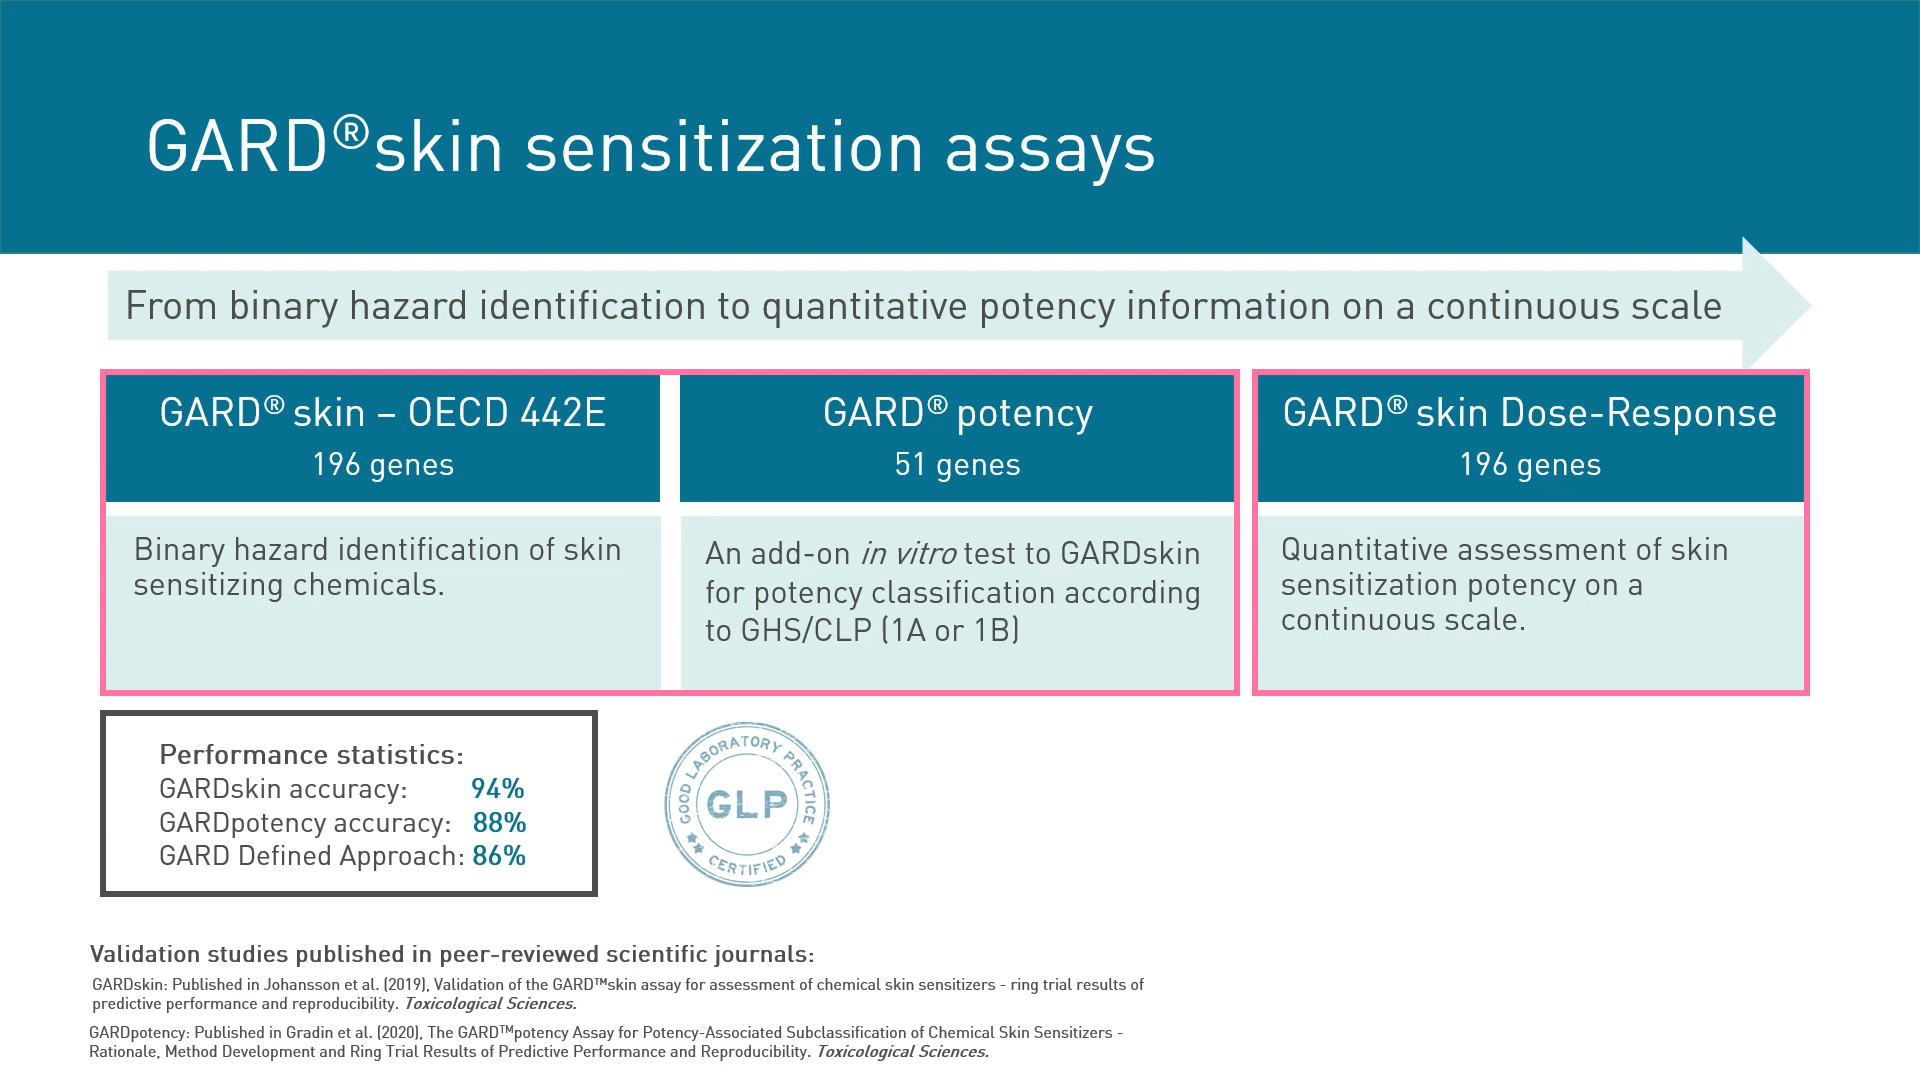 GARD®skin sensitization assays
From binary hazard identification to quantitative potency information on a continuous scale
GARD® skin – OECD 442E
196 genes
Binary hazard identification of skin
sensitizing chemicals.
GARD® potency
51 genes
An add-on in vitro test to GARDskin
for potency classification according
to GHS/CLP (1A or 1B)
GARD® skin Dose-Response
196 genes
Quantitative assessment of skin
sensitization potency on a
continuous scale.
Performance statistics:
GARDskin accuracy: 94%
GARDpotency accuracy: 88%
GARD Defined Approach: 86%
GOOD LABORATORY PRACTICE
GLP
CERTIFIED
Validation studies published in peer-reviewed scientific journals:
GARDskin: Published in Johansson et al. (2019), Validation of the GARD™skin assay for assessment of chemical skin sensitizers - ring trial results of
predictive performance and reproducibility. Toxicological Sciences.
GARDpotency: Published in Gradin et al. (2020), The GARD™potency Assay for Potency-Associated Subclassification of Chemical Skin Sensitizers -
Rationale, Method Development and Ring Trial Results of Predictive Performance and Reproducibility. Toxicological Sciences.